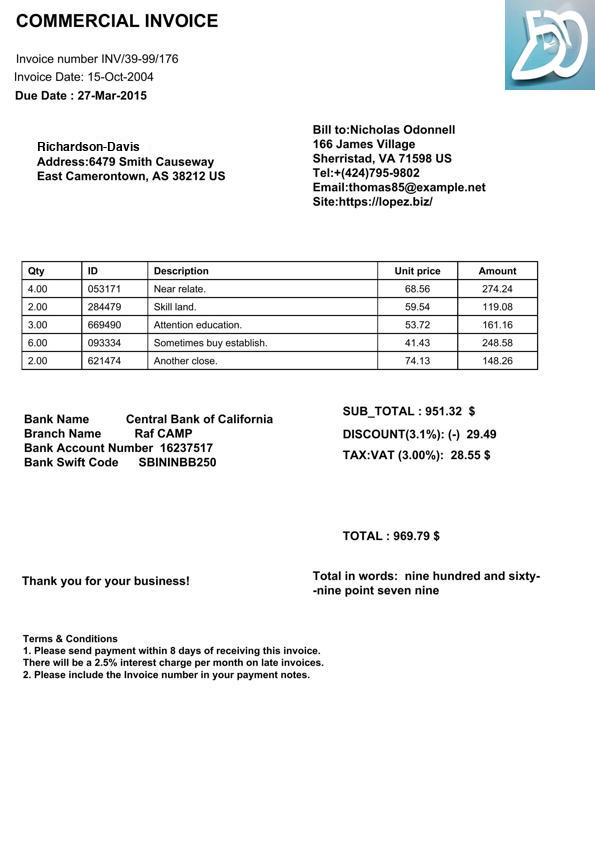 COMMERCIAL INVOICE
Invoice number INV/39-99/176
Invoice Date: 15-Oct-2004
Due Date : 27-Mar-2015
Richardson-Davis
Address:6479 Smith Causeway
East Camerontown, AS 38212 US
Bill to:Nicholas Odonnell
166 James Village
Sherristad, VA 71598 US
Tel:+(424)795-9802
Email:thomas85@example.net
Site:https://lopez.biz/
Qty ID Description Unit price Amount
4.00 053171 Near relate. 68.56 274.24
2.00 284479 Skill land. 59.54 119.08
3.00 669490 Attention education. 53.72 161.16
6.00 093334 Sometimes buy establish. 41.43 248.58
2.00 621474 Another close. 74.13 148.26
Bank Name Central Bank of California
Branch Name Raf CAMP
Bank Account Number 16237517
Bank Swift Code SBININBB250
SUB_TOTAL : 951.32 $
DISCOUNT(3.1%): (-) 29.49
TAX:VAT (3.00%): 28.55 $
TOTAL : 969.79 $
Thank you for your business!
Total in words: nine hundred and sixty-
-nine point seven nine
Terms & Conditions
1. Please send payment within 8 days of receiving this invoice.
There will be a 2.5% interest charge per month on late invoices.
2. Please include the Invoice number in your payment notes.